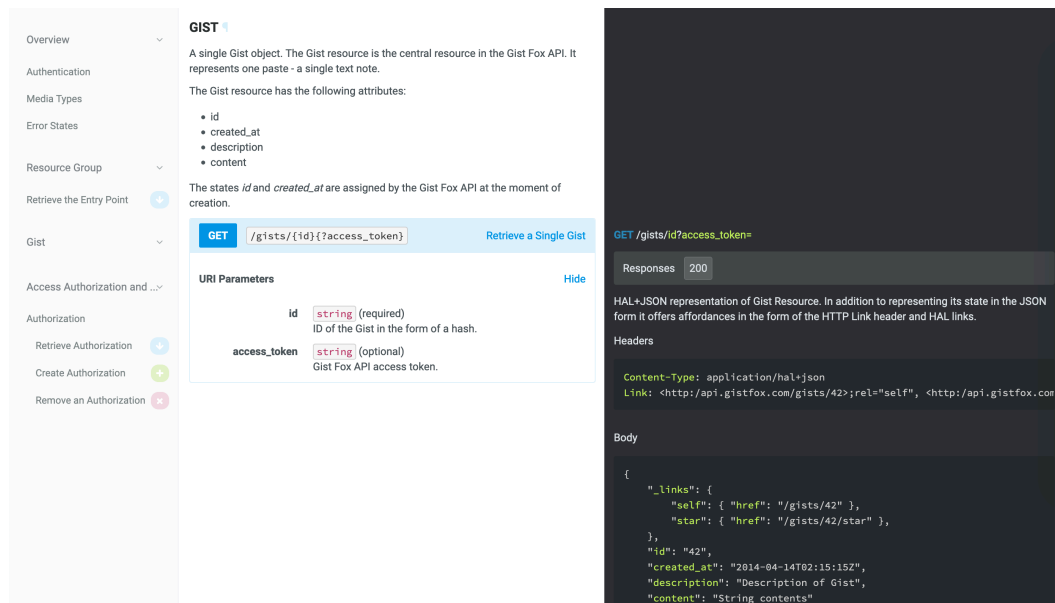 Overview
Authentication
Media Types
Error States
Resource Group
Retrieve the Entry Point
Gist
Access Authorization and ...
Authorization
Retrieve Authorization
Create Authorization
Remove an Authorization
GIST ¶
A single Gist object. The Gist resource is the central resource in the Gist Fox API. It
represents one paste - a single text note.
The Gist resource has the following attributes:
• id
• created_at
• description
• content
The states id and created_at are assigned by the Gist Fox API at the moment of
creation.
GET /gists/{id}{?access_token} Retrieve a Single Gist
URI Parameters Hide
id string (required)
ID of the Gist in the form of a hash.
access_token string (optional)
Gist Fox API access token.
GET /gists/id?access_token=
Responses 200
HAL+JSON representation of Gist Resource. In addition to representing its state in the JSON
form it offers affordances in the form of the HTTP Link header and HAL links.
Headers
Content-Type: application/hal+json
Link: <http:/api.gistfox.com/gists/42>;rel="self", <http:/api.gistfox.com
Body
{
"_links": {
"self": { "href": "/gists/42" },
"star": { "href": "/gists/42/star" },
},
"id": "42",
"created_at": "2014-04-14T02:15:15Z",
"description": "Description of Gist",
"content": "String contents"